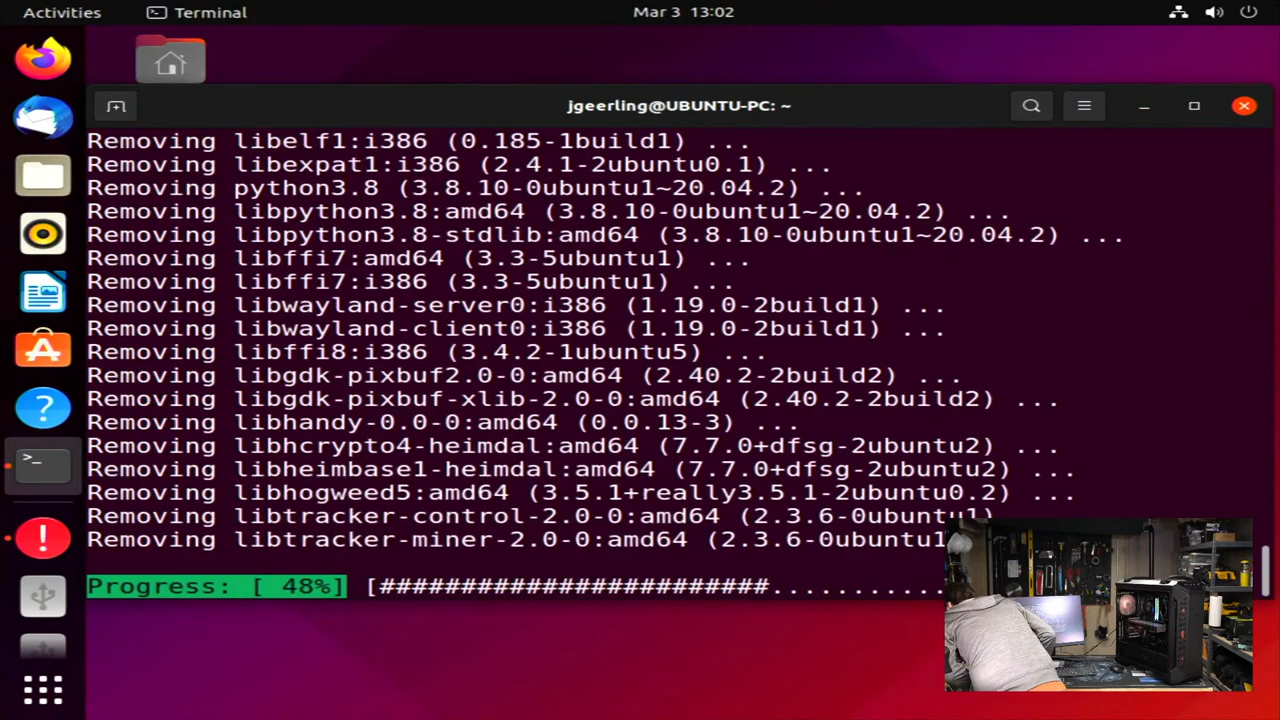 Activities
Terminal
Mar 3 13:02
jgeerling@UBUNTU-PC: ~
Removing libelf1:i386 (0.185-1build1) ...
Removing libexpat1:i386 (2.4.1-2ubuntu0.1) ...
Removing python3.8 (3.8.10-0ubuntu1~20.04.2) ...
Removing libpython3.8:amd64 (3.8.10-0ubuntu1~20.04.2) ...
Removing libpython3.8-stdlib:amd64 (3.8.10-0ubuntu1~20.04.2) ...
Removing libffi7:amd64 (3.3-5ubuntu1) ...
Removing libffi7:i386 (3.3-5ubuntu1) ...
Removing libwayland-server0:i386 (1.19.0-2build1) ...
Removing libwayland-client0:i386 (1.19.0-2build1) ...
Removing libffi8:i386 (3.4.2-1ubuntu5) ...
Removing libgdk-pixbuf2.0-0:amd64 (2.40.2-2build2) ...
Removing libgdk-pixbuf-xlib-2.0-0:amd64 (2.40.2-2build2) ...
Removing libhandy-0.0-0:amd64 (0.0.13-3) ...
Removing libhcrypto4-heimdal:amd64 (7.7.0+dfsg-2ubuntu2) ...
Removing libheimbase1-heimdal:amd64 (7.7.0+dfsg-2ubuntu2) ...
Removing libhogweed5:amd64 (3.5.1+really3.5.1-2ubuntu0.2) ...
Removing libtracker-control-2.0-0:amd64 (2.3.6-0ubuntu1)
Removing libtracker-miner-2.0-0:amd64 (2.3.6-0ubuntu1
Progress: [ 48%] [########################...........